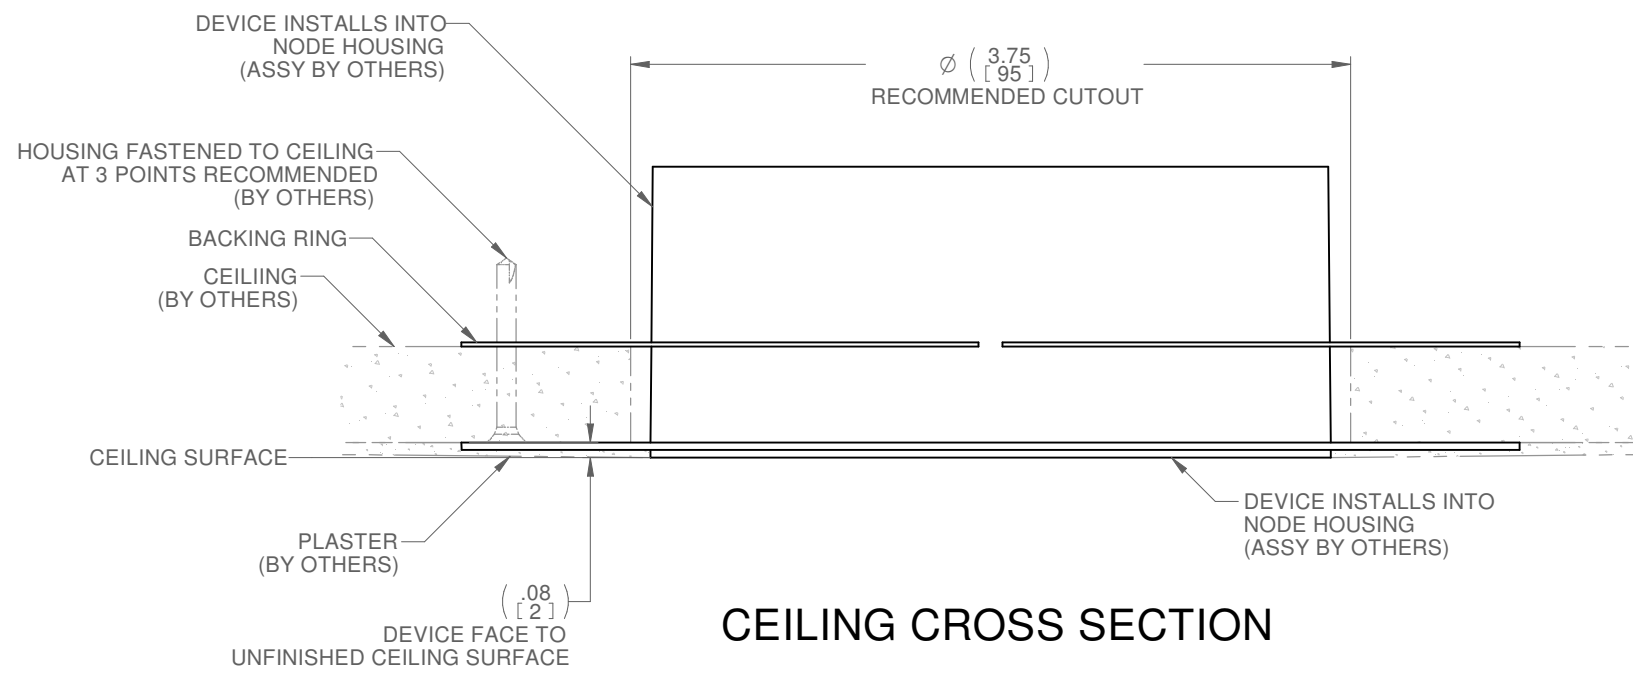 DEVICE INSTALLS INTO
NODE HOUSING
(ASSY BY OTHERS)
∅ ( 3.75
[ 95 ] )
RECOMMENDED CUTOUT
HOUSING FASTENED TO CEILING
AT 3 POINTS RECOMMENDED
(BY OTHERS)
BACKING RING
CEILIING
(BY OTHERS)
CEILING SURFACE
PLASTER
(BY OTHERS)
( .08
[ 2 ] )
DEVICE FACE TO
UNFINISHED CEILING SURFACE
DEVICE INSTALLS INTO
NODE HOUSING
(ASSY BY OTHERS)
CEILING CROSS SECTION